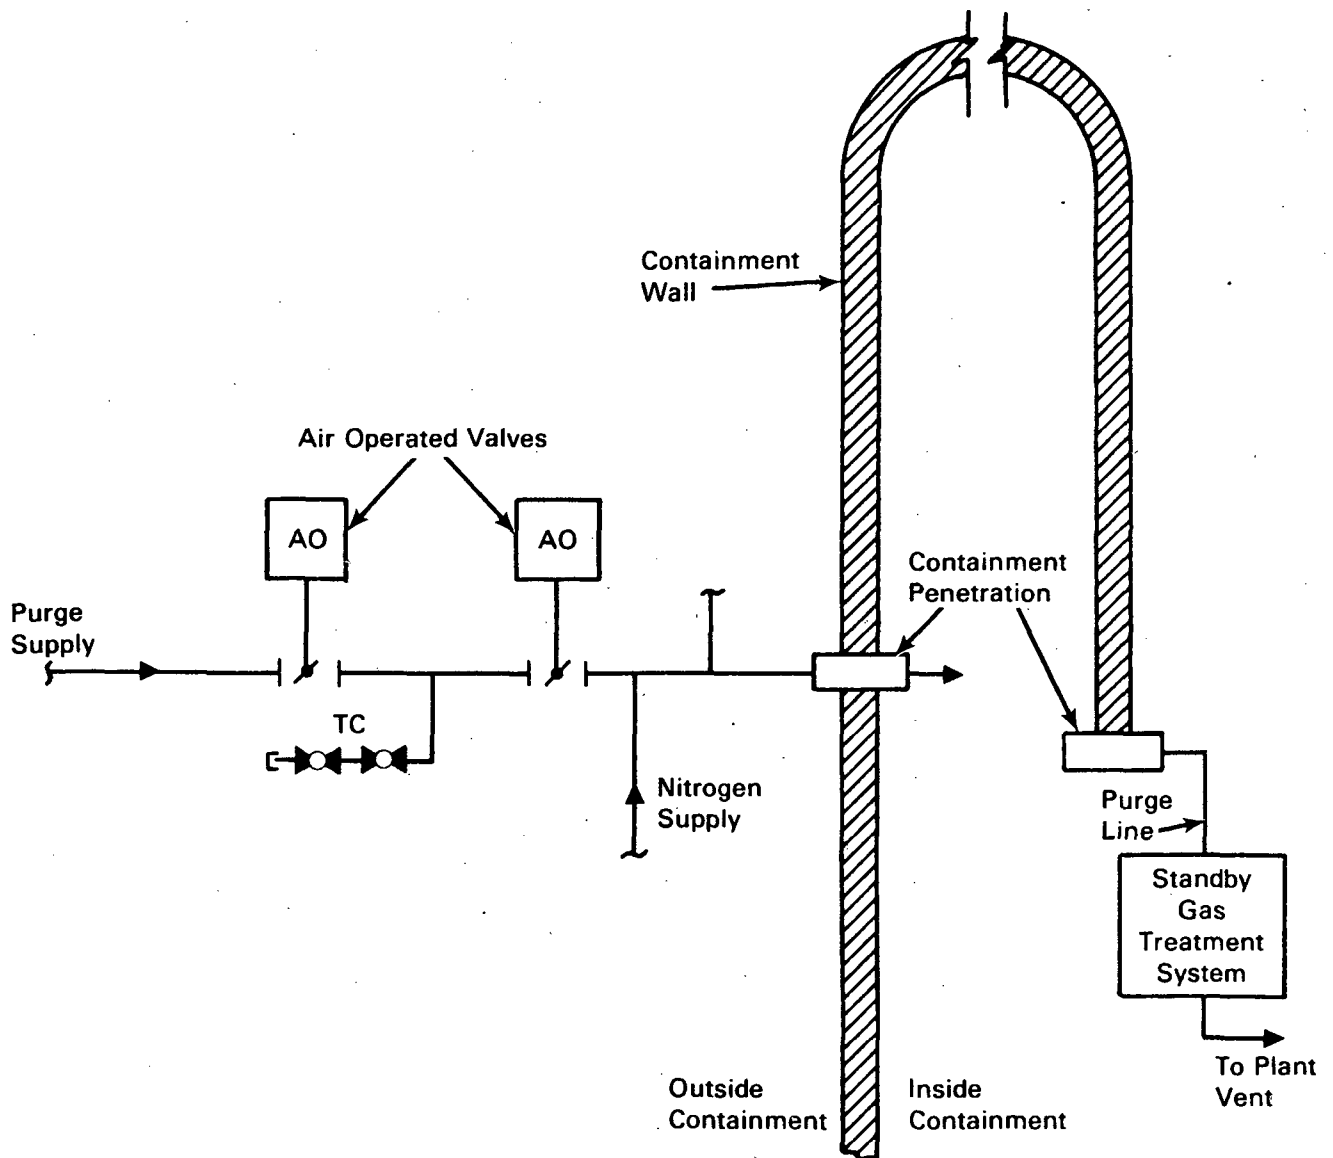 Containment
Wall
Air Operated Valves
AO
AO
Containment
Penetration
Purge
Supply
TC
Nitrogen
Supply
Purge
Line
Standby
Gas
Treatment
System
To Plant
Vent
Outside
Containment
Inside
Containment